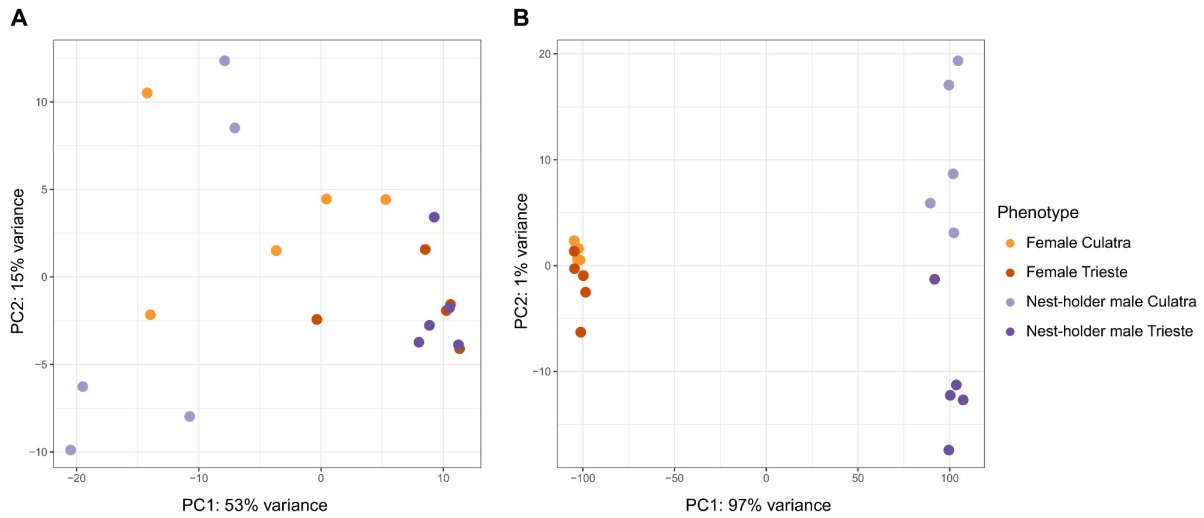 A
10
5
0
−5
−10
−20
−10
0
10
PC2: 15% variance
PC1: 53% variance
B
20
10
0
−10
−100
−50
0
50
100
PC2: 1% variance
PC1: 97% variance
Phenotype
Female Culatra
Female Trieste
Nest-holder male Culatra
Nest-holder male Trieste